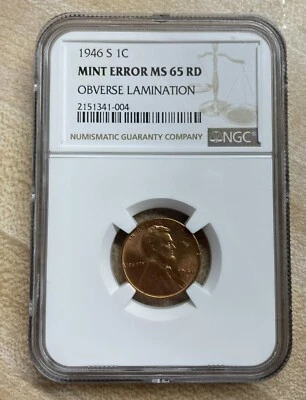 1946 S 1C
MINT ERROR MS 65 RD
OBVERSE LAMINATION
2151341-004
NUMISMATIC GUARANTY COMPANY
NGC